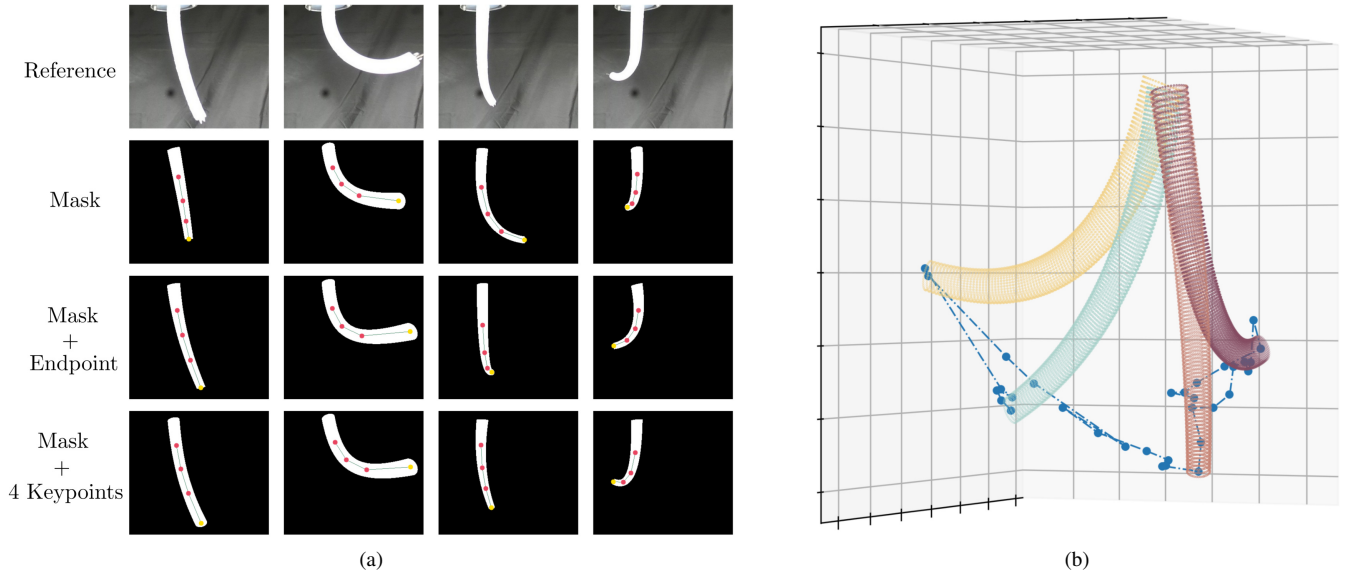 Reference
Mask
Mask
+
Endpoint
Mask
+
4 Keypoints
(a)
(b)